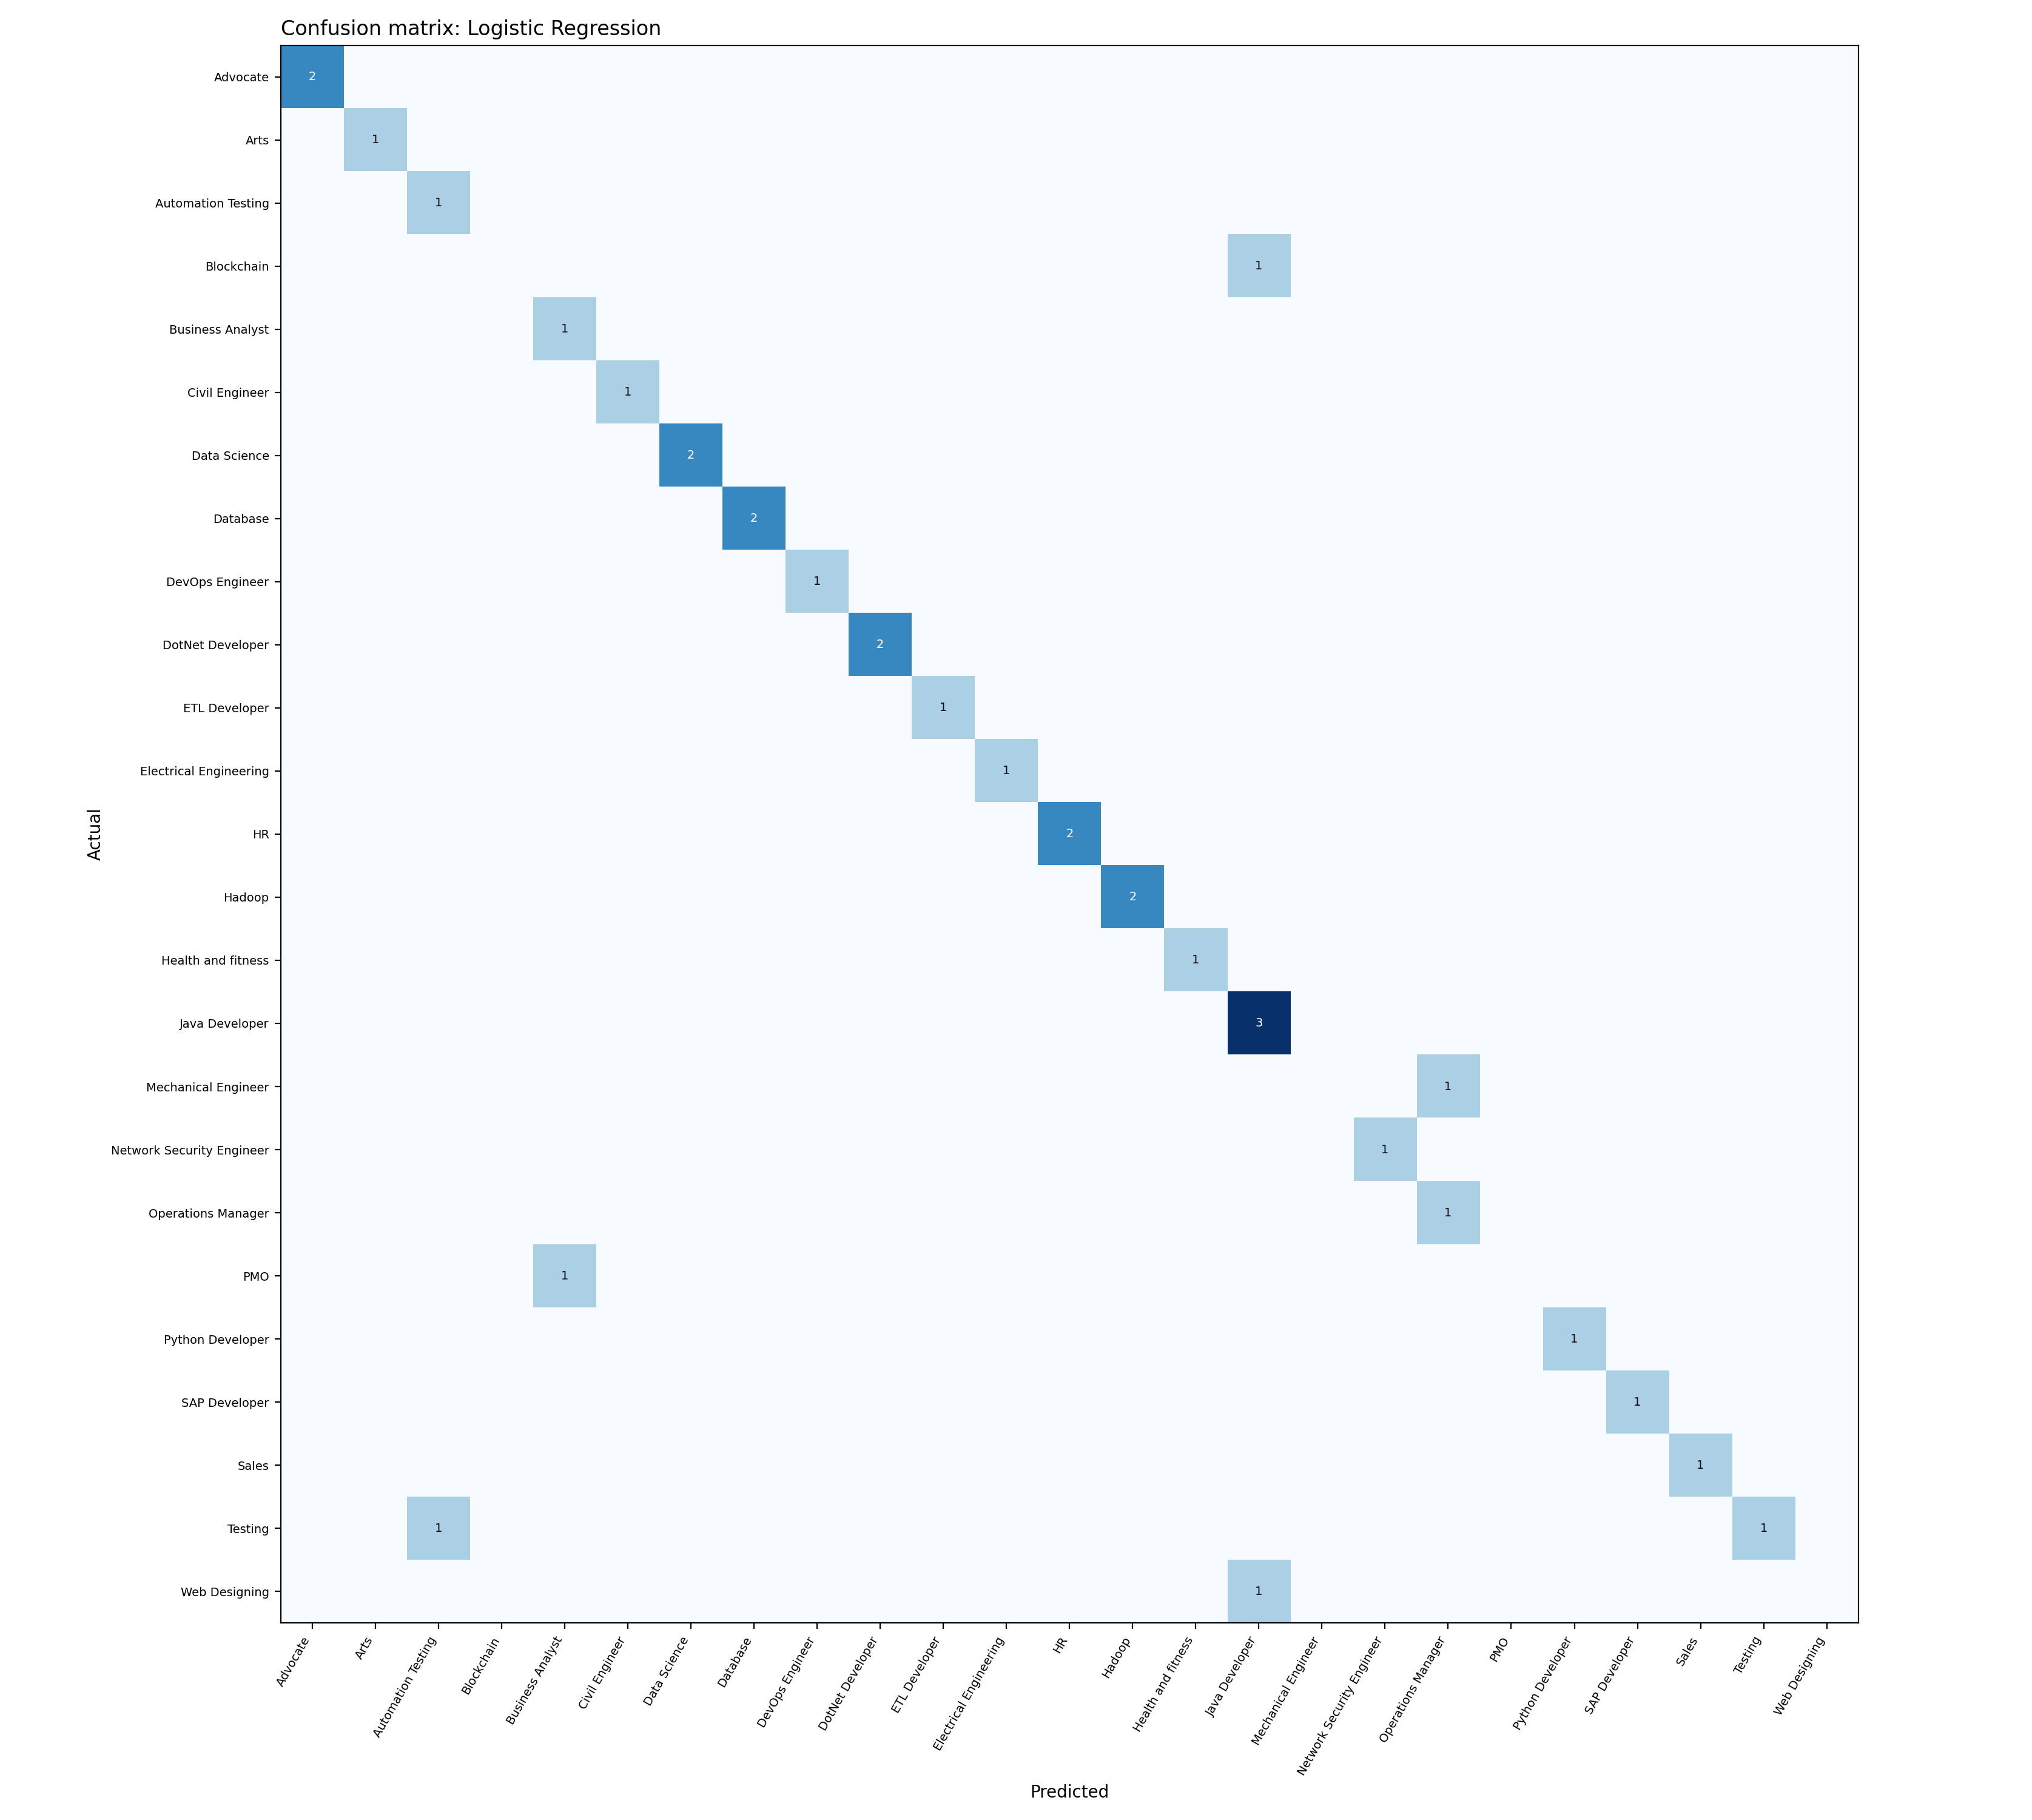 Confusion matrix: Logistic Regression
Advocate 2
Arts 1
Automation Testing 1
Blockchain 1
Business Analyst 1
Civil Engineer 1
Data Science 2
Database 2
DevOps Engineer 1
DotNet Developer 2
ETL Developer 1
Electrical Engineering 1
HR 2
Hadoop 2
Health and fitness 1
Java Developer 3
Mechanical Engineer 1
Network Security Engineer 1
Operations Manager 1
PMO 1
Python Developer 1
SAP Developer 1
Sales 1
Testing 1 1
Web Designing 1
Actual
Advocate
Arts
Automation Testing
Blockchain
Business Analyst
Civil Engineer
Data Science
Database
DevOps Engineer
DotNet Developer
ETL Developer
Electrical Engineering
HR
Hadoop
Health and fitness
Java Developer
Mechanical Engineer
Network Security Engineer
Operations Manager
PMO
Python Developer
SAP Developer
Sales
Testing
Web Designing
Predicted